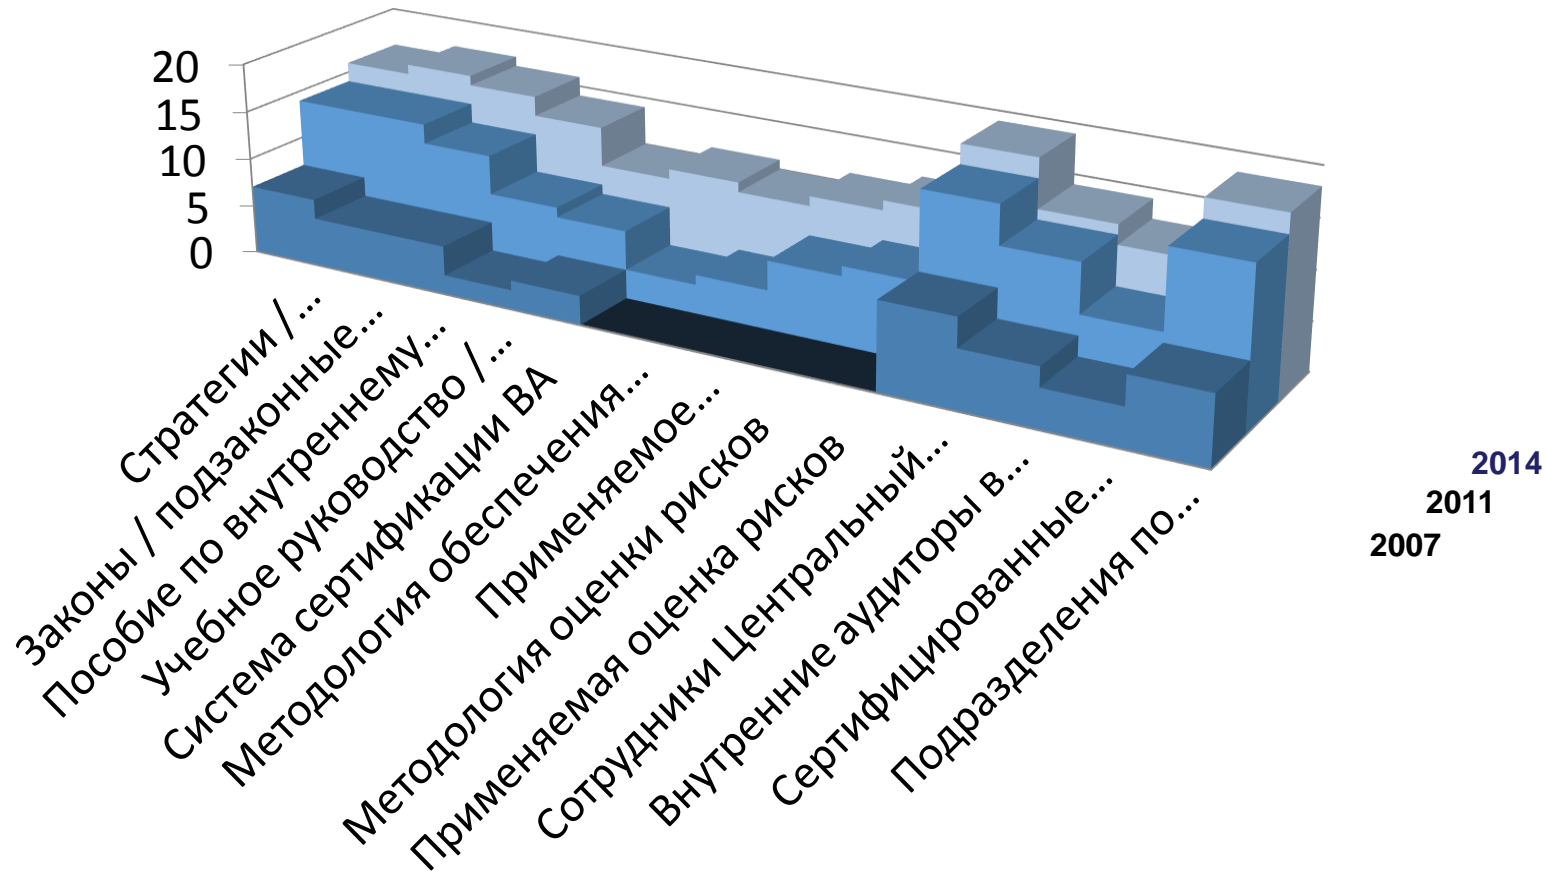 20
15
10
5
0
Стратегии /...
Законы / подзаконные...
Пособие по внутреннему...
Учебное руководство /...
Система сертификации ВА
Методология обеспечения...
Применяемое...
Методология оценки рисков
Применяемая оценка рисков
Сотрудники Центральный...
Внутренние аудиторы в...
Сертифицированные...
Подразделения по...
2014
2011
2007